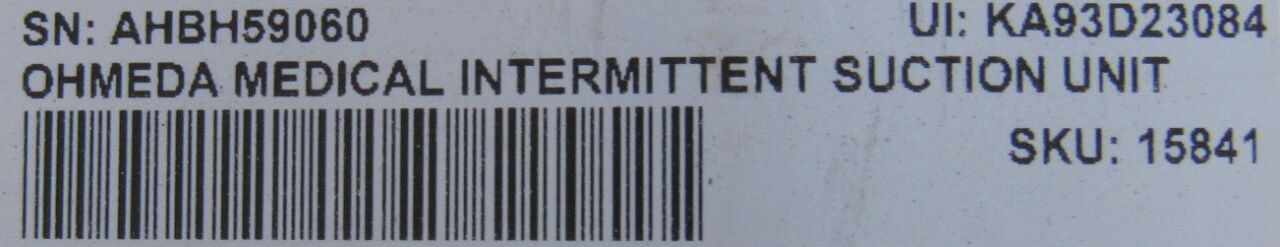 SN: AHBH59060 UI: KA93D23084
OHMEDA MEDICAL INTERMITTENT SUCTION UNIT
SKU: 15841